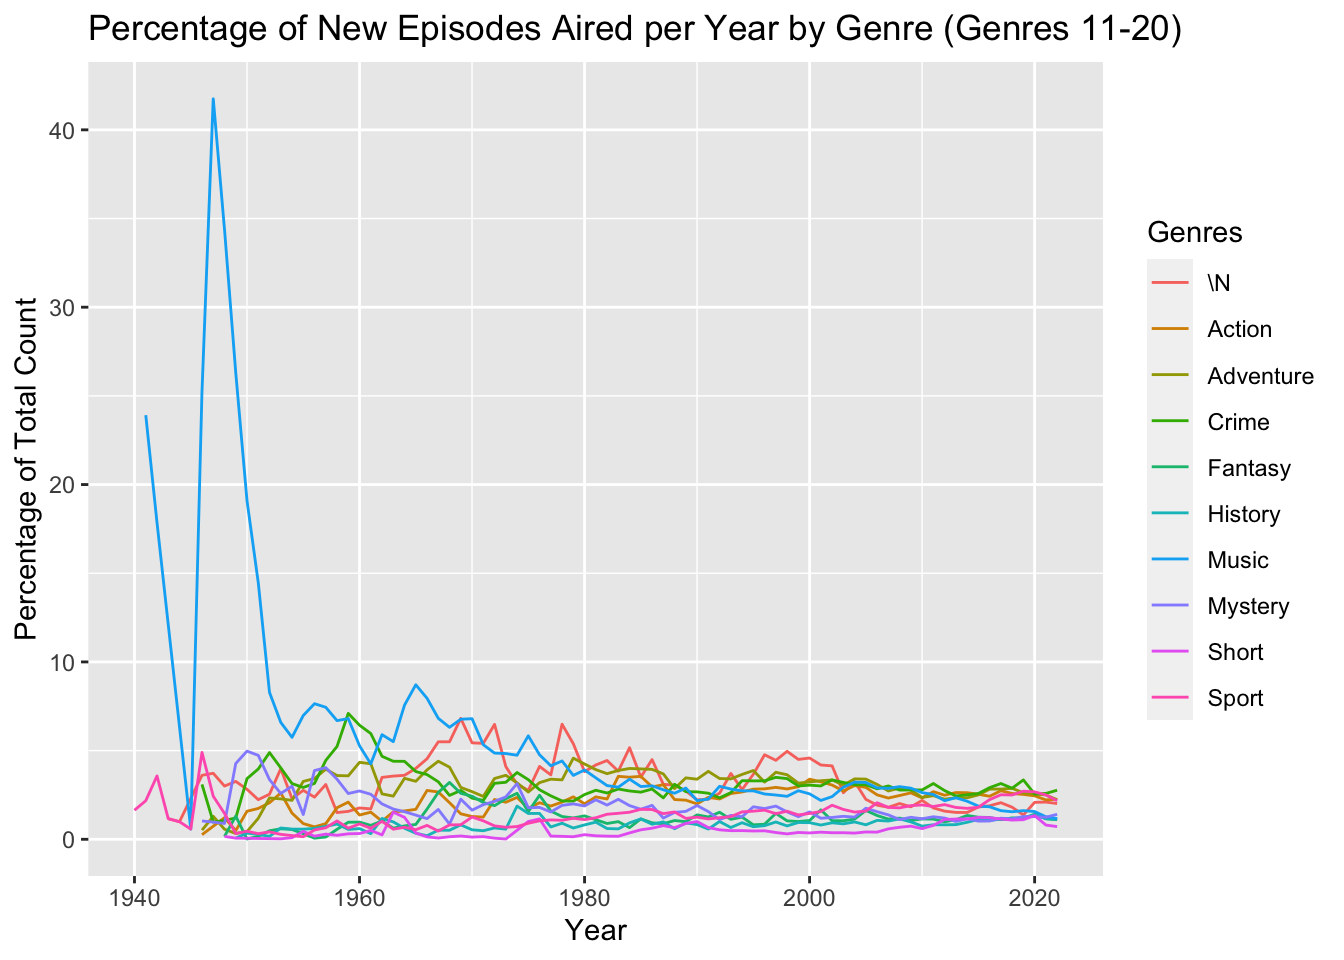 Percentage of New Episodes Aired per Year by Genre (Genres 11-20)
Percentage of Total Count
40
30
20
10
0
1940
1960
1980
2000
2020
Year
Genres
\N
Action
Adventure
Crime
Fantasy
History
Music
Mystery
Short
Sport